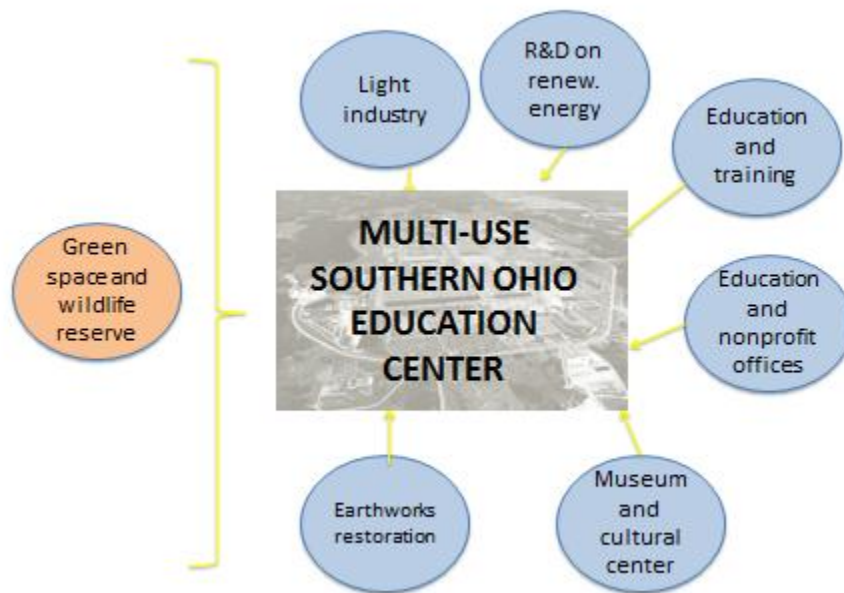 Light
industry
R&D on
renew.
energy
Education
and
training
Green
space and
wildlife
reserve
MULTI-USE
SOUTHERN OHIO
EDUCATION
CENTER
Education
and
nonprofit
offices
Earthworks
restoration
Museum
and
cultural
center